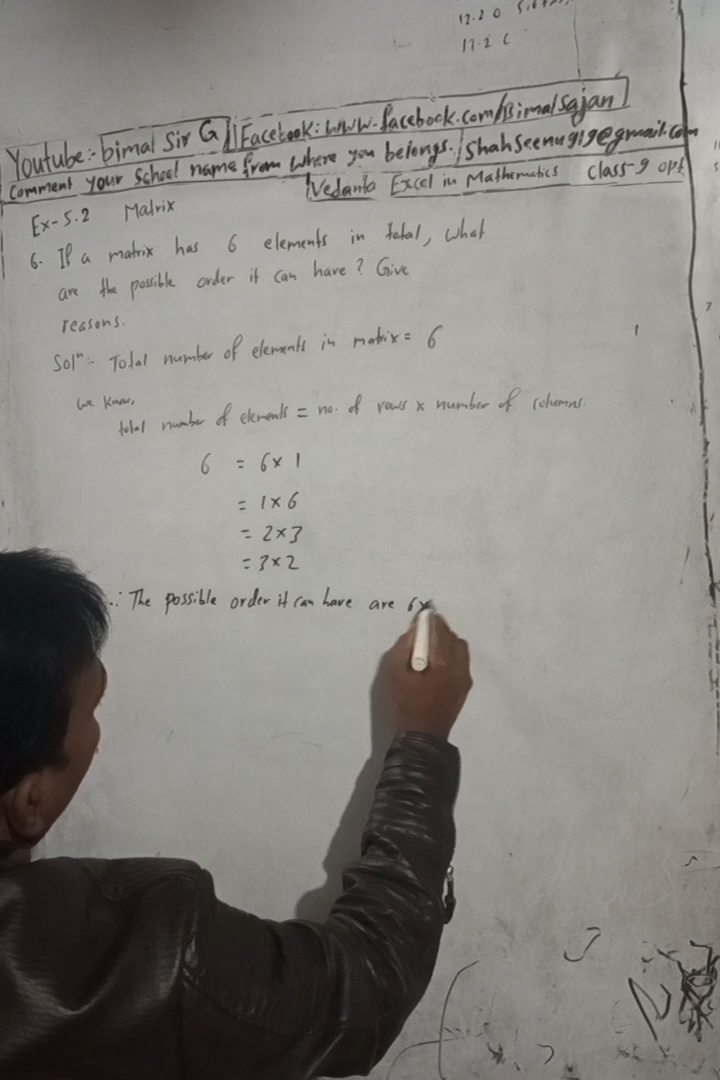 17.2 C
Youtube:- bimal Sir G Facebook: www.facebook.com/Bimalsajan
Comment your School name from where you belongs. Shahseenu919@gmail.com
Vedanta Excel in Mathematics Class-9 opt
Ex-5.2 Matrix
6. If a matrix has 6 elements in total, what
are the possible order it can have? Give
reasons.
Solⁿ:- Total number of elements in matrix = 6
we know,
total number of elements = no. of rows × number of columns.
6 = 6×1
= 1×6
= 2×3
= 3×2
∴ The possible order it can have are 6×